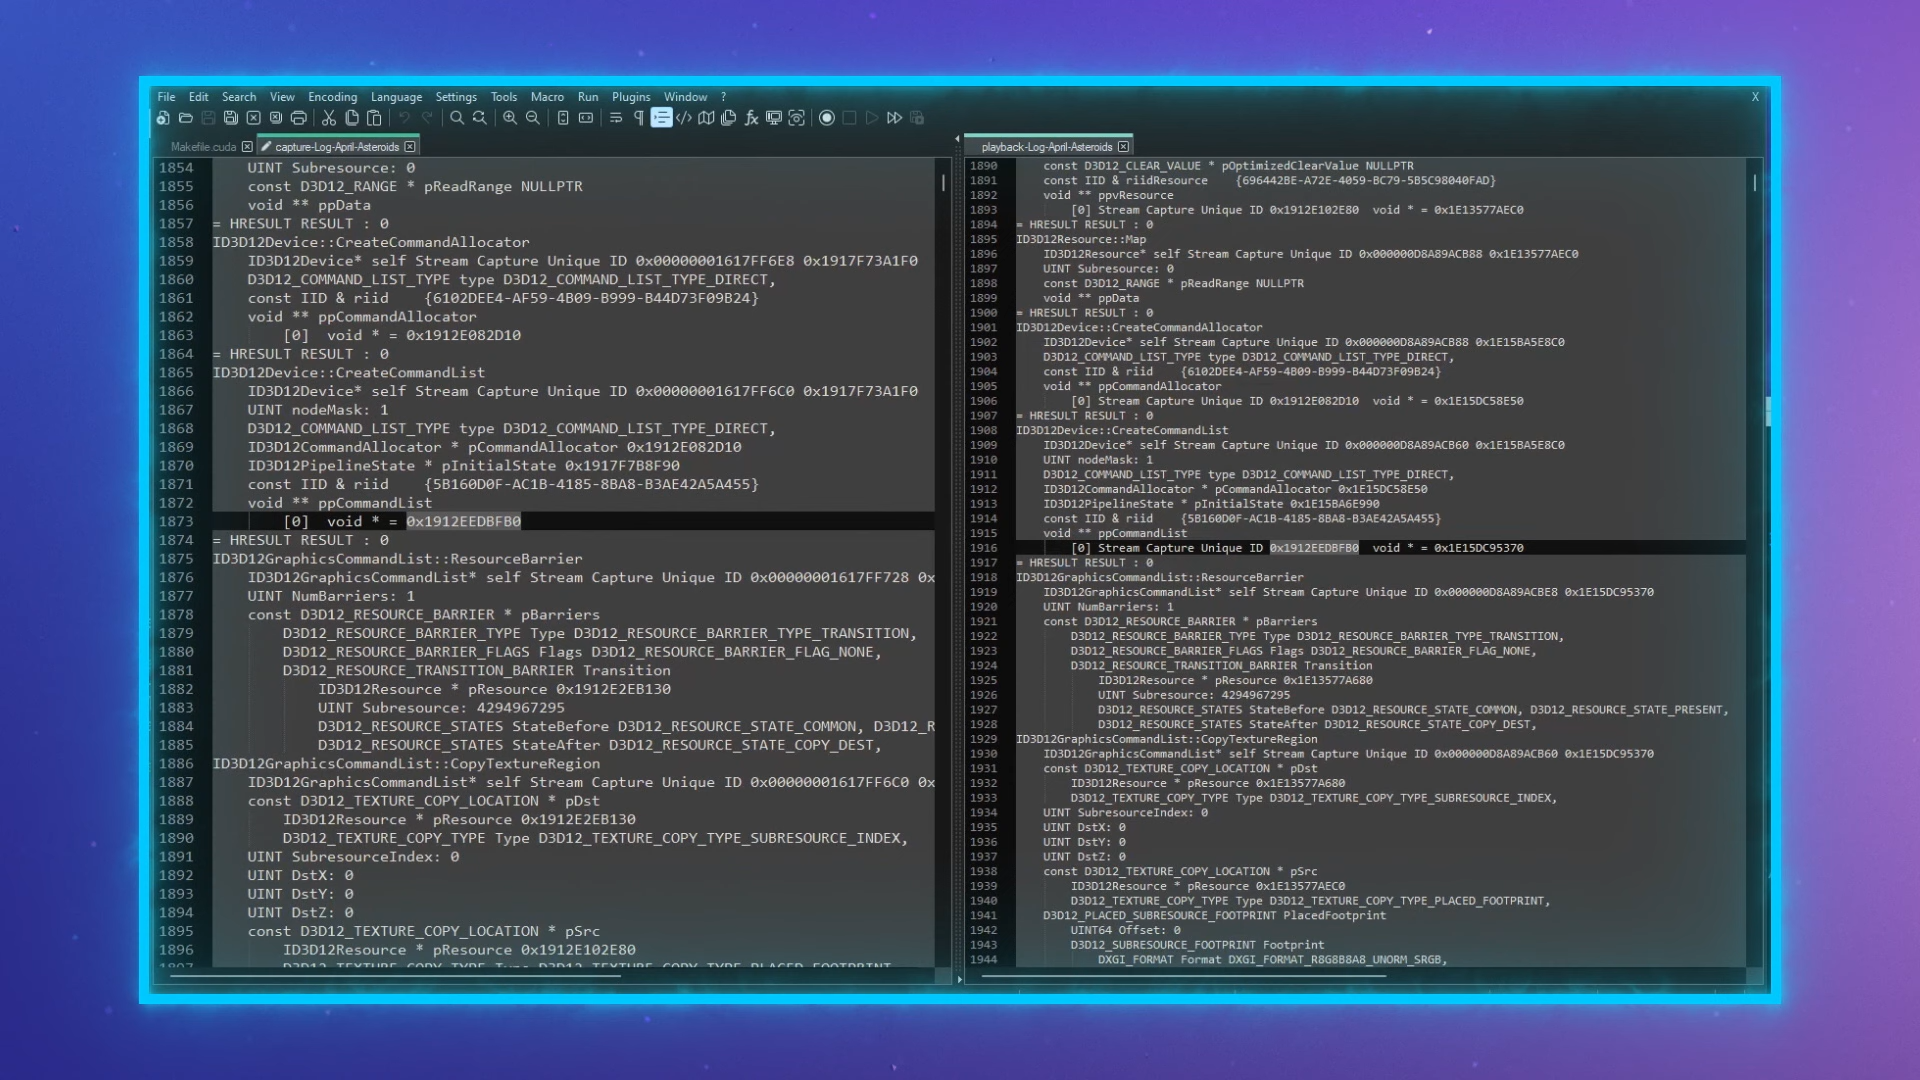 File Edit Search View Encoding Language Settings Tools Macro Run Plugins Window ? X
Makefile.cuda capture-Log-April-Asteroids
1854 UINT Subresource: 0
1855 const D3D12_RANGE * pReadRange NULLPTR
1856 void ** ppData
1857 = HRESULT RESULT : 0
1858 ID3D12Device::CreateCommandAllocator
1859 ID3D12Device* self Stream Capture Unique ID 0x00000001617FF6E8 0x1917F73A1F0
1860 D3D12_COMMAND_LIST_TYPE type D3D12_COMMAND_LIST_TYPE_DIRECT,
1861 const IID & riid {6102DEE4-AF59-4B09-B999-B44D73F09B24}
1862 void ** ppCommandAllocator
1863 [0] void * = 0x1912E082D10
1864 = HRESULT RESULT : 0
1865 ID3D12Device::CreateCommandList
1866 ID3D12Device* self Stream Capture Unique ID 0x00000001617FF6C0 0x1917F73A1F0
1867 UINT nodeMask: 1
1868 D3D12_COMMAND_LIST_TYPE type D3D12_COMMAND_LIST_TYPE_DIRECT,
1869 ID3D12CommandAllocator * pCommandAllocator 0x1912E082D10
1870 ID3D12PipelineState * pInitialState 0x1917F7B8F90
1871 const IID & riid {5B160D0F-AC1B-4185-8BA8-B3AE42A5A455}
1872 void ** ppCommandList
1873 [0] void * = 0x1912EEDBFB0
1874 = HRESULT RESULT : 0
1875 ID3D12GraphicsCommandList::ResourceBarrier
1876 ID3D12GraphicsCommandList* self Stream Capture Unique ID 0x00000001617FF728 0x
1877 UINT NumBarriers: 1
1878 const D3D12_RESOURCE_BARRIER * pBarriers
1879 D3D12_RESOURCE_BARRIER_TYPE Type D3D12_RESOURCE_BARRIER_TYPE_TRANSITION,
1880 D3D12_RESOURCE_BARRIER_FLAGS Flags D3D12_RESOURCE_BARRIER_FLAG_NONE,
1881 D3D12_RESOURCE_TRANSITION_BARRIER Transition
1882 ID3D12Resource * pResource 0x1912E2EB130
1883 UINT Subresource: 4294967295
1884 D3D12_RESOURCE_STATES StateBefore D3D12_RESOURCE_STATE_COMMON, D3D12_R
1885 D3D12_RESOURCE_STATES StateAfter D3D12_RESOURCE_STATE_COPY_DEST,
1886 ID3D12GraphicsCommandList::CopyTextureRegion
1887 ID3D12GraphicsCommandList* self Stream Capture Unique ID 0x00000001617FF6C0 0x
1888 const D3D12_TEXTURE_COPY_LOCATION * pDst
1889 ID3D12Resource * pResource 0x1912E2EB130
1890 D3D12_TEXTURE_COPY_TYPE Type D3D12_TEXTURE_COPY_TYPE_SUBRESOURCE_INDEX,
1891 UINT SubresourceIndex: 0
1892 UINT DstX: 0
1893 UINT DstY: 0
1894 UINT DstZ: 0
1895 const D3D12_TEXTURE_COPY_LOCATION * pSrc
1896 ID3D12Resource * pResource 0x1912E102E80
1897 D3D12_TEXTURE_COPY_TYPE Type D3D12_TEXTURE_COPY_TYPE_PLACED_FOOTPRINT,
playback-Log-April-Asteroids
1890 const D3D12_CLEAR_VALUE * pOptimizedClearValue NULLPTR
1891 const IID & riidResource {696442BE-A72E-4059-BC79-5B5C98040FAD}
1892 void ** ppvResource
1893 [0] Stream Capture Unique ID 0x1912E102E80 void * = 0x1E13577AEC0
1894 = HRESULT RESULT : 0
1895 ID3D12Resource::Map
1896 ID3D12Resource* self Stream Capture Unique ID 0x000000D8A89ACB88 0x1E13577AEC0
1897 UINT Subresource: 0
1898 const D3D12_RANGE * pReadRange NULLPTR
1899 void ** ppData
1900 = HRESULT RESULT : 0
1901 ID3D12Device::CreateCommandAllocator
1902 ID3D12Device* self Stream Capture Unique ID 0x000000D8A89ACB88 0x1E15BA5E8C0
1903 D3D12_COMMAND_LIST_TYPE type D3D12_COMMAND_LIST_TYPE_DIRECT,
1904 const IID & riid {6102DEE4-AF59-4B09-B999-B44D73F09B24}
1905 void ** ppCommandAllocator
1906 [0] Stream Capture Unique ID 0x1912E082D10 void * = 0x1E15DC58E50
1907 = HRESULT RESULT : 0
1908 ID3D12Device::CreateCommandList
1909 ID3D12Device* self Stream Capture Unique ID 0x000000D8A89ACB60 0x1E15BA5E8C0
1910 UINT nodeMask: 1
1911 D3D12_COMMAND_LIST_TYPE type D3D12_COMMAND_LIST_TYPE_DIRECT,
1912 ID3D12CommandAllocator * pCommandAllocator 0x1E15DC58E50
1913 ID3D12PipelineState * pInitialState 0x1E15BA6E990
1914 const IID & riid {5B160D0F-AC1B-4185-8BA8-B3AE42A5A455}
1915 void ** ppCommandList
1916 [0] Stream Capture Unique ID 0x1912EEDBFB0 void * = 0x1E15DC95370
1917 = HRESULT RESULT : 0
1918 ID3D12GraphicsCommandList::ResourceBarrier
1919 ID3D12GraphicsCommandList* self Stream Capture Unique ID 0x000000D8A89ACBE8 0x1E15DC95370
1920 UINT NumBarriers: 1
1921 const D3D12_RESOURCE_BARRIER * pBarriers
1922 D3D12_RESOURCE_BARRIER_TYPE Type D3D12_RESOURCE_BARRIER_TYPE_TRANSITION,
1923 D3D12_RESOURCE_BARRIER_FLAGS Flags D3D12_RESOURCE_BARRIER_FLAG_NONE,
1924 D3D12_RESOURCE_TRANSITION_BARRIER Transition
1925 ID3D12Resource * pResource 0x1E13577A680
1926 UINT Subresource: 4294967295
1927 D3D12_RESOURCE_STATES StateBefore D3D12_RESOURCE_STATE_COMMON, D3D12_RESOURCE_STATE_PRESENT,
1928 D3D12_RESOURCE_STATES StateAfter D3D12_RESOURCE_STATE_COPY_DEST,
1929 ID3D12GraphicsCommandList::CopyTextureRegion
1930 ID3D12GraphicsCommandList* self Stream Capture Unique ID 0x000000D8A89ACB60 0x1E15DC95370
1931 const D3D12_TEXTURE_COPY_LOCATION * pDst
1932 ID3D12Resource * pResource 0x1E13577A680
1933 D3D12_TEXTURE_COPY_TYPE Type D3D12_TEXTURE_COPY_TYPE_SUBRESOURCE_INDEX,
1934 UINT SubresourceIndex: 0
1935 UINT DstX: 0
1936 UINT DstY: 0
1937 UINT DstZ: 0
1938 const D3D12_TEXTURE_COPY_LOCATION * pSrc
1939 ID3D12Resource * pResource 0x1E13577AEC0
1940 D3D12_TEXTURE_COPY_TYPE Type D3D12_TEXTURE_COPY_TYPE_PLACED_FOOTPRINT,
1941 D3D12_PLACED_SUBRESOURCE_FOOTPRINT PlacedFootprint
1942 UINT64 Offset: 0
1943 D3D12_SUBRESOURCE_FOOTPRINT Footprint
1944 DXGI_FORMAT Format DXGI_FORMAT_R8G8B8A8_UNORM_SRGB,